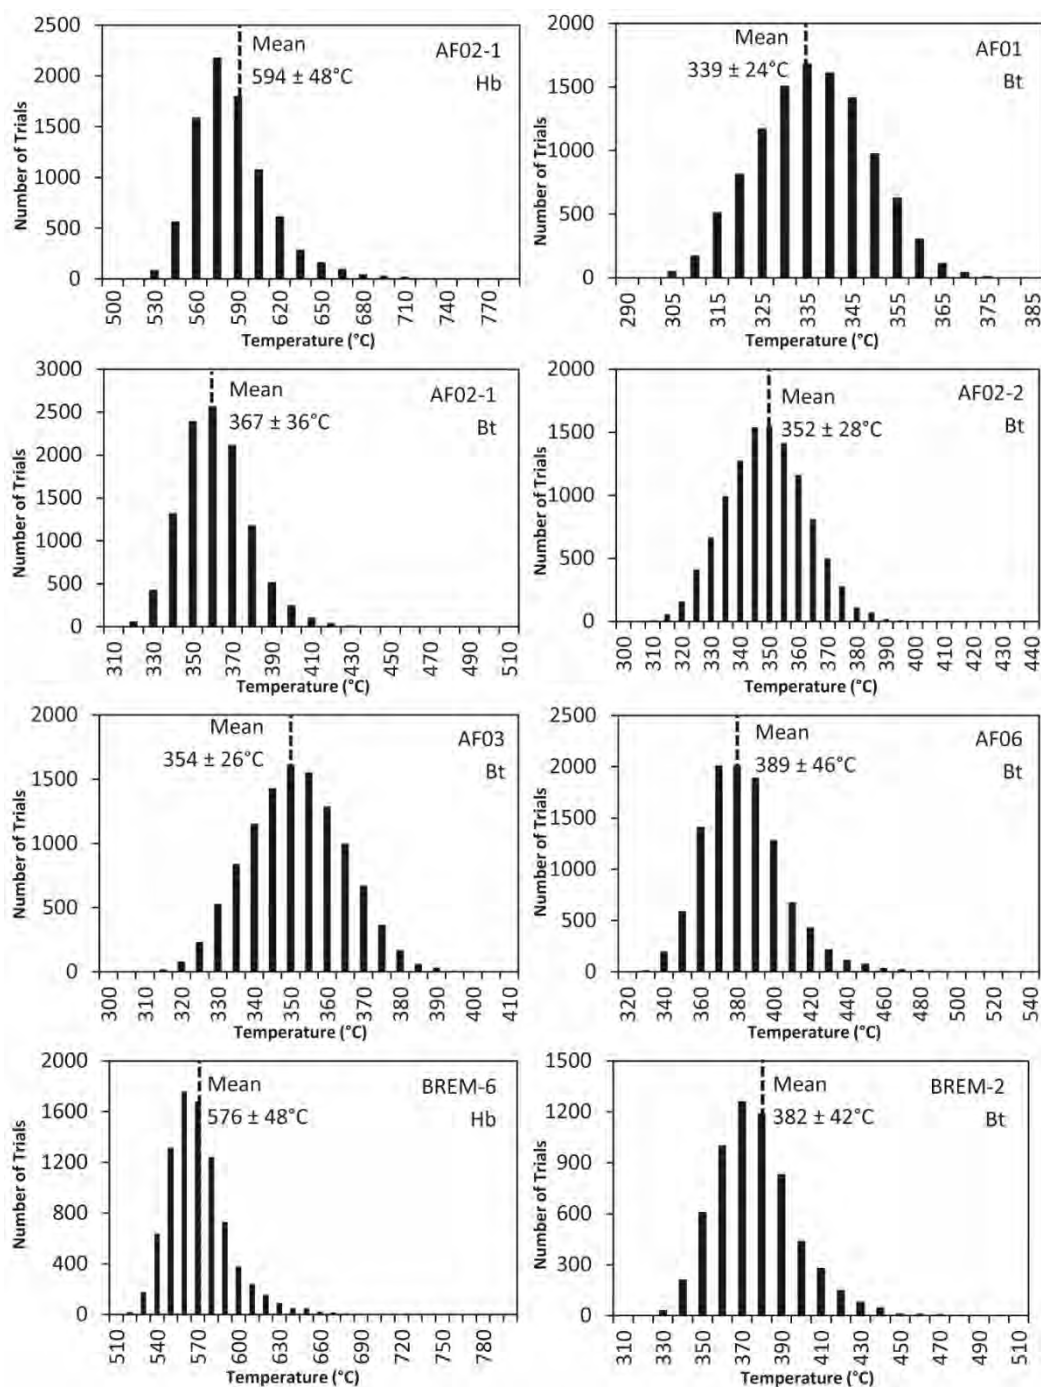 2500
2000
1500
1000
500
0
Number of Trials
Mean
594 ± 48°C
AF02-1
Hb
500 530 560 590 620 650 680 710 740 770
Temperature (°C)
2000
1500
1000
500
0
Number of Trials
Mean
339 ± 24°C
AF01
Bt
290 305 315 325 335 345 355 365 375 385
Temperature (°C)
3000
2500
2000
1500
1000
500
0
Number of Trials
Mean
367 ± 36°C
AF02-1
Bt
310 330 350 370 390 410 430 450 470 490 510
Temperature (°C)
2000
1500
1000
500
0
Number of Trials
Mean
352 ± 28°C
AF02-2
Bt
300 310 320 330 340 350 360 370 380 390 400 410 420 430 440
Temperature (°C)
2000
1500
1000
500
0
Number of Trials
Mean
354 ± 26°C
AF03
Bt
300 310 320 330 340 350 360 370 380 390 400 410
Temperature (°C)
2500
2000
1500
1000
500
0
Number of Trials
Mean
389 ± 46°C
AF06
Bt
320 340 360 380 400 420 440 460 480 500 520 540
Temperature (°C)
2000
1600
1200
800
400
0
Number of Trials
Mean
576 ± 48°C
BREM-6
Hb
510 540 570 600 630 660 690 720 750 780
Temperature (°C)
1500
1200
900
600
300
0
Number of Trials
Mean
382 ± 42°C
BREM-2
Bt
310 330 350 370 390 410 430 450 470 490 510
Temperature (°C)